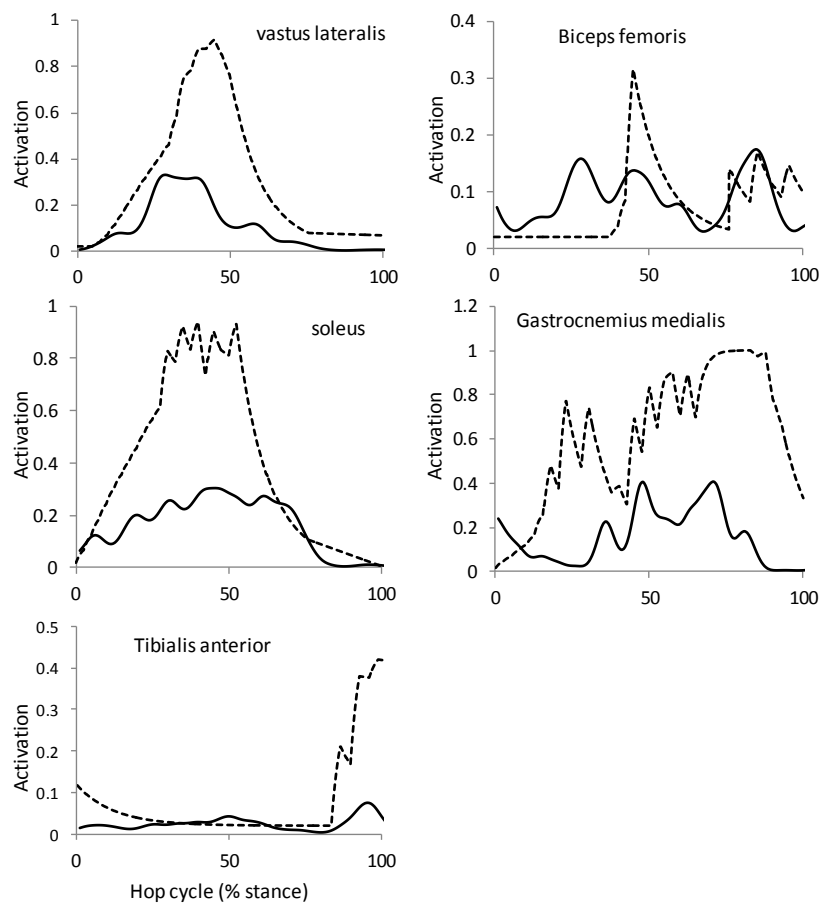 vastus lateralis
Activation
1
0.8
0.6
0.4
0.2
0
0 50 100
Biceps femoris
Activation
0.4
0.3
0.2
0.1
0
0 50 100
soleus
Activation
1
0.8
0.6
0.4
0.2
0
0 50 100
Gastrocnemius medialis
Activation
1.2
1
0.8
0.6
0.4
0.2
0
0 50 100
Tibialis anterior
Activation
0.5
0.4
0.3
0.2
0.1
0
0 50 100
Hop cycle (% stance)